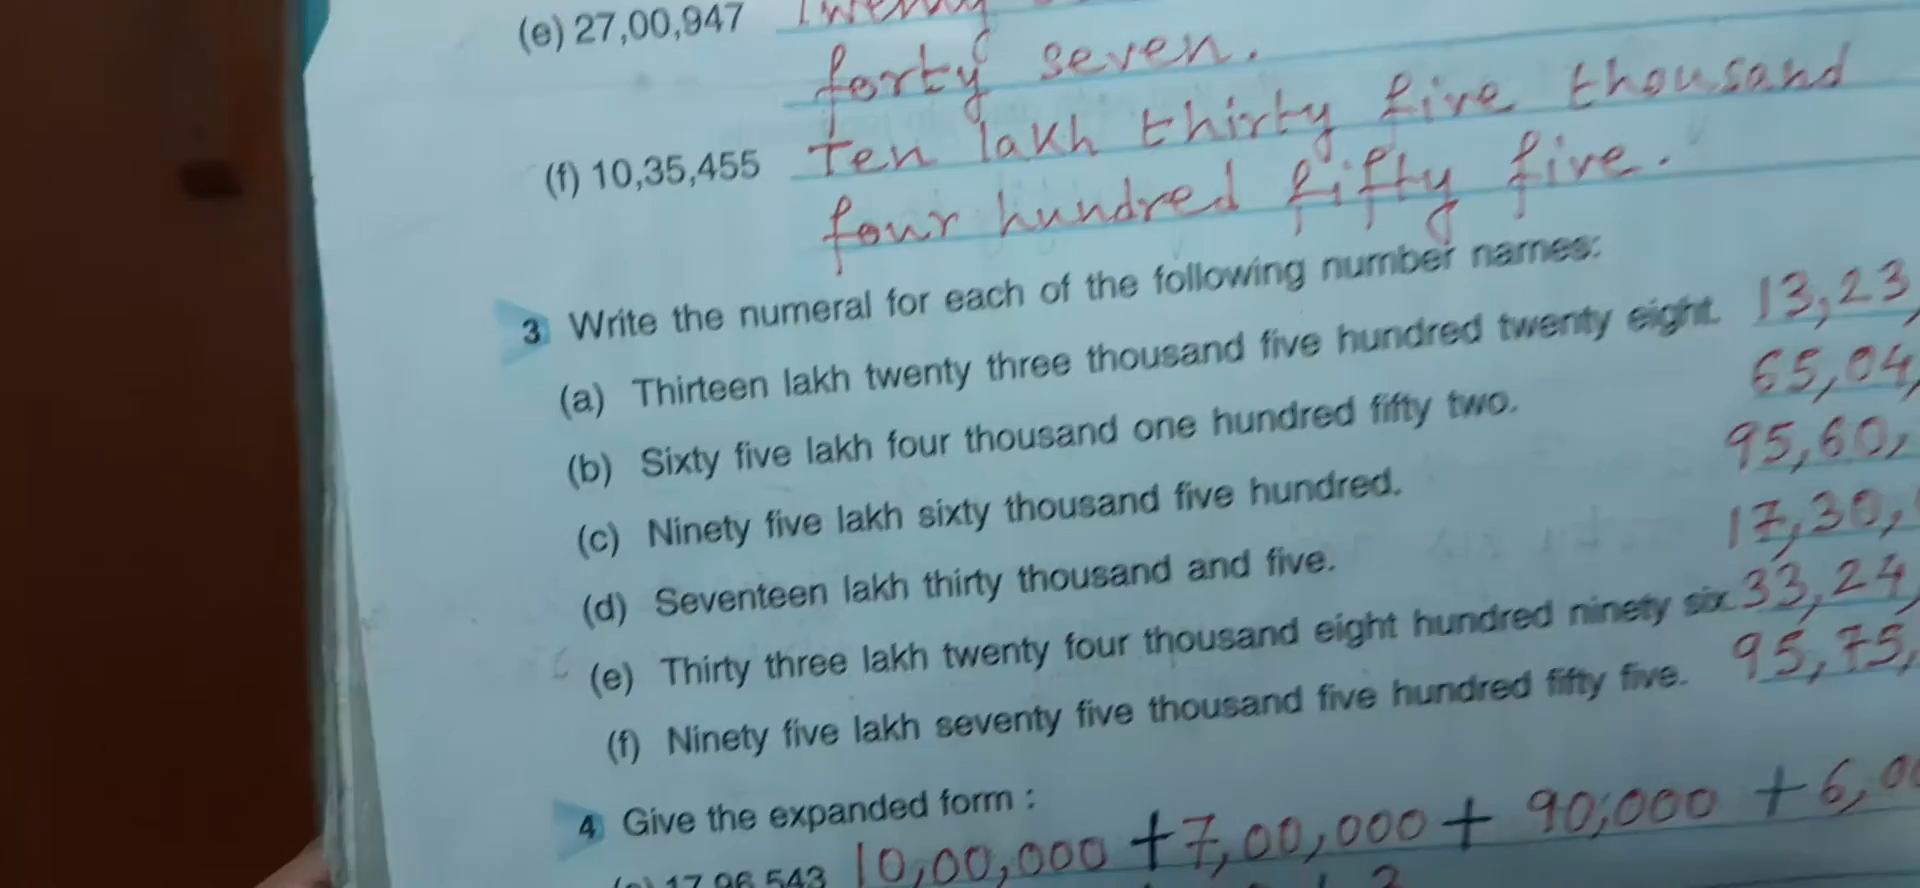 (e) 27,00,947 Twenty
forty seven.
(f) 10,35,455 Ten lakh thirty five thousand
four hundred fifty five.
3 Write the numeral for each of the following number names:
(a) Thirteen lakh twenty three thousand five hundred twenty eight. 13,23,
(b) Sixty five lakh four thousand one hundred fifty two. 65,04,
(c) Ninety five lakh sixty thousand five hundred. 95,60,
(d) Seventeen lakh thirty thousand and five. 17,30,
(e) Thirty three lakh twenty four thousand eight hundred ninety six. 33,24,
(f) Ninety five lakh seventy five thousand five hundred fifty five. 95,75,
4 Give the expanded form :
(a) 17,96,543 10,00,000 + 7,00,000 + 90,000 + 6,00